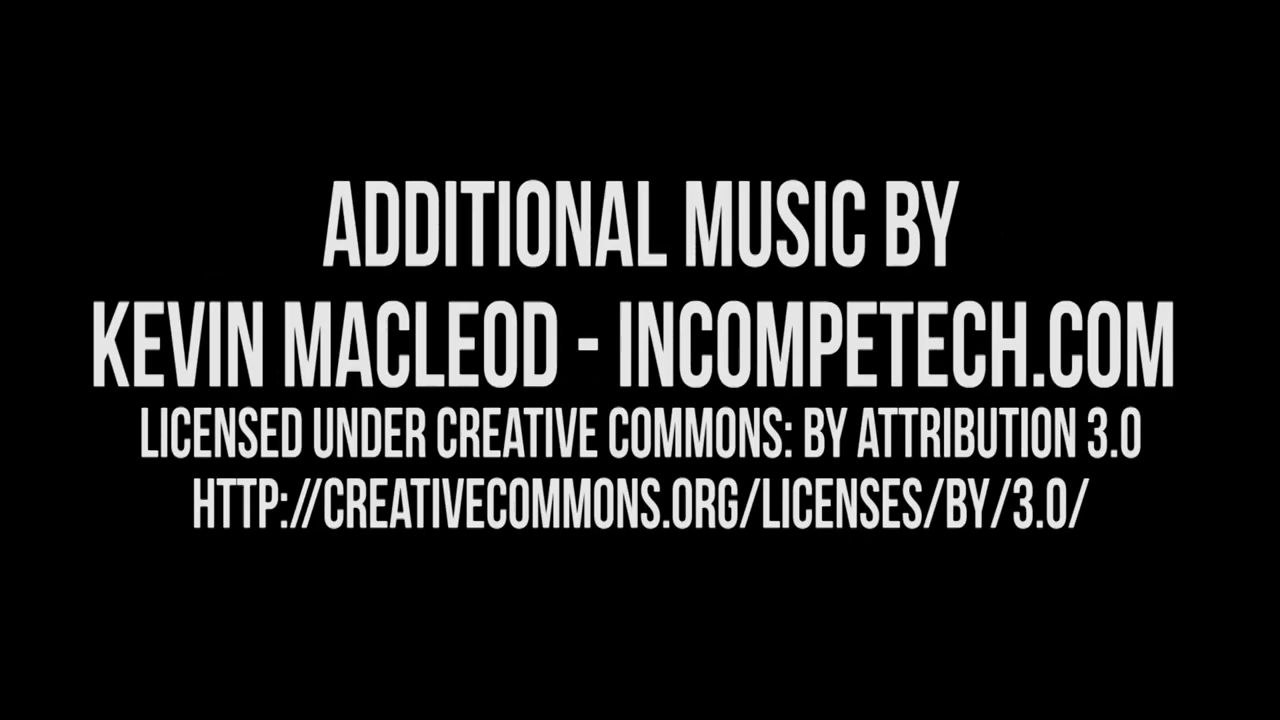 ADDITIONAL MUSIC BY
KEVIN MACLEOD - INCOMPETECH.COM
LICENSED UNDER CREATIVE COMMONS: BY ATTRIBUTION 3.0
HTTP://CREATIVECOMMONS.ORG/LICENSES/BY/3.0/